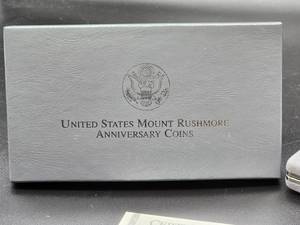 UNITED STATES MOUNT RUSHMORE
ANNIVERSARY COINS